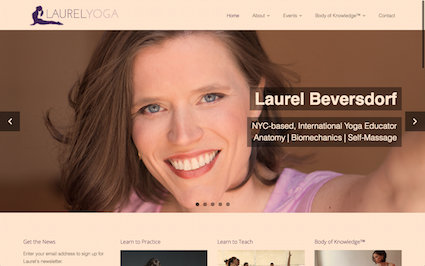 LAURELYOGA
Home About Events Body of Knowledge™ Contact
Laurel Beversdorf
NYC-based, International Yoga Educator
Anatomy | Biomechanics | Self-Massage
Get the News Learn to Practice Learn to Teach Body of Knowledge™
Enter your email address to sign up for
Laurel's newsletter